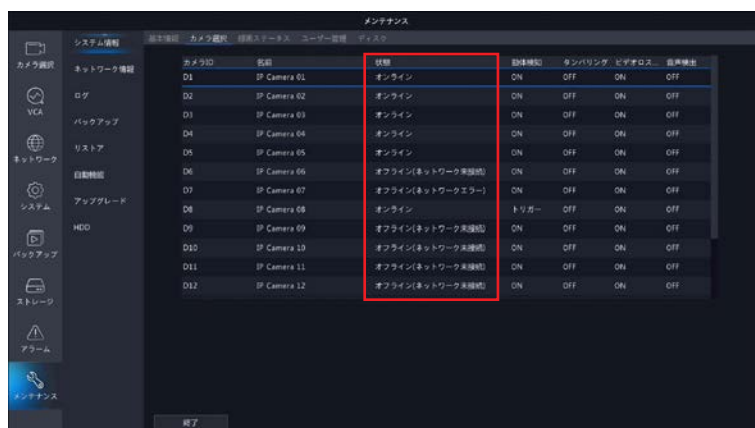 メンテナンス
基本情報 カメラ選択 録画ステータス ユーザー管理 ディスク
カメラ選択
VCA
ネットワーク
システム
バックアップ
ストレージ
アラーム
メンテナンス
システム情報
ネットワーク情報
ログ
バックアップ
リストア
自動機能
アップグレード
HDD
カメラID 名前 状態 動体検知 タンパリング ビデオロス... 音声検出
D1 IP Camera 01 オンライン ON OFF ON OFF
D2 IP Camera 02 オンライン ON OFF ON OFF
D3 IP Camera 03 オンライン ON OFF ON OFF
D4 IP Camera 04 オンライン ON OFF ON OFF
D5 IP Camera 05 オンライン ON OFF ON OFF
D6 IP Camera 06 オフライン(ネットワーク未接続) ON OFF ON OFF
D7 IP Camera 07 オフライン(ネットワークエラー) ON OFF ON OFF
D8 IP Camera 08 オンライン トリガー OFF ON OFF
D9 IP Camera 09 オフライン(ネットワーク未接続) ON OFF ON OFF
D10 IP Camera 10 オフライン(ネットワーク未接続) ON OFF ON OFF
D11 IP Camera 11 オフライン(ネットワーク未接続) ON OFF ON OFF
D12 IP Camera 12 オフライン(ネットワーク未接続) ON OFF ON OFF
終了